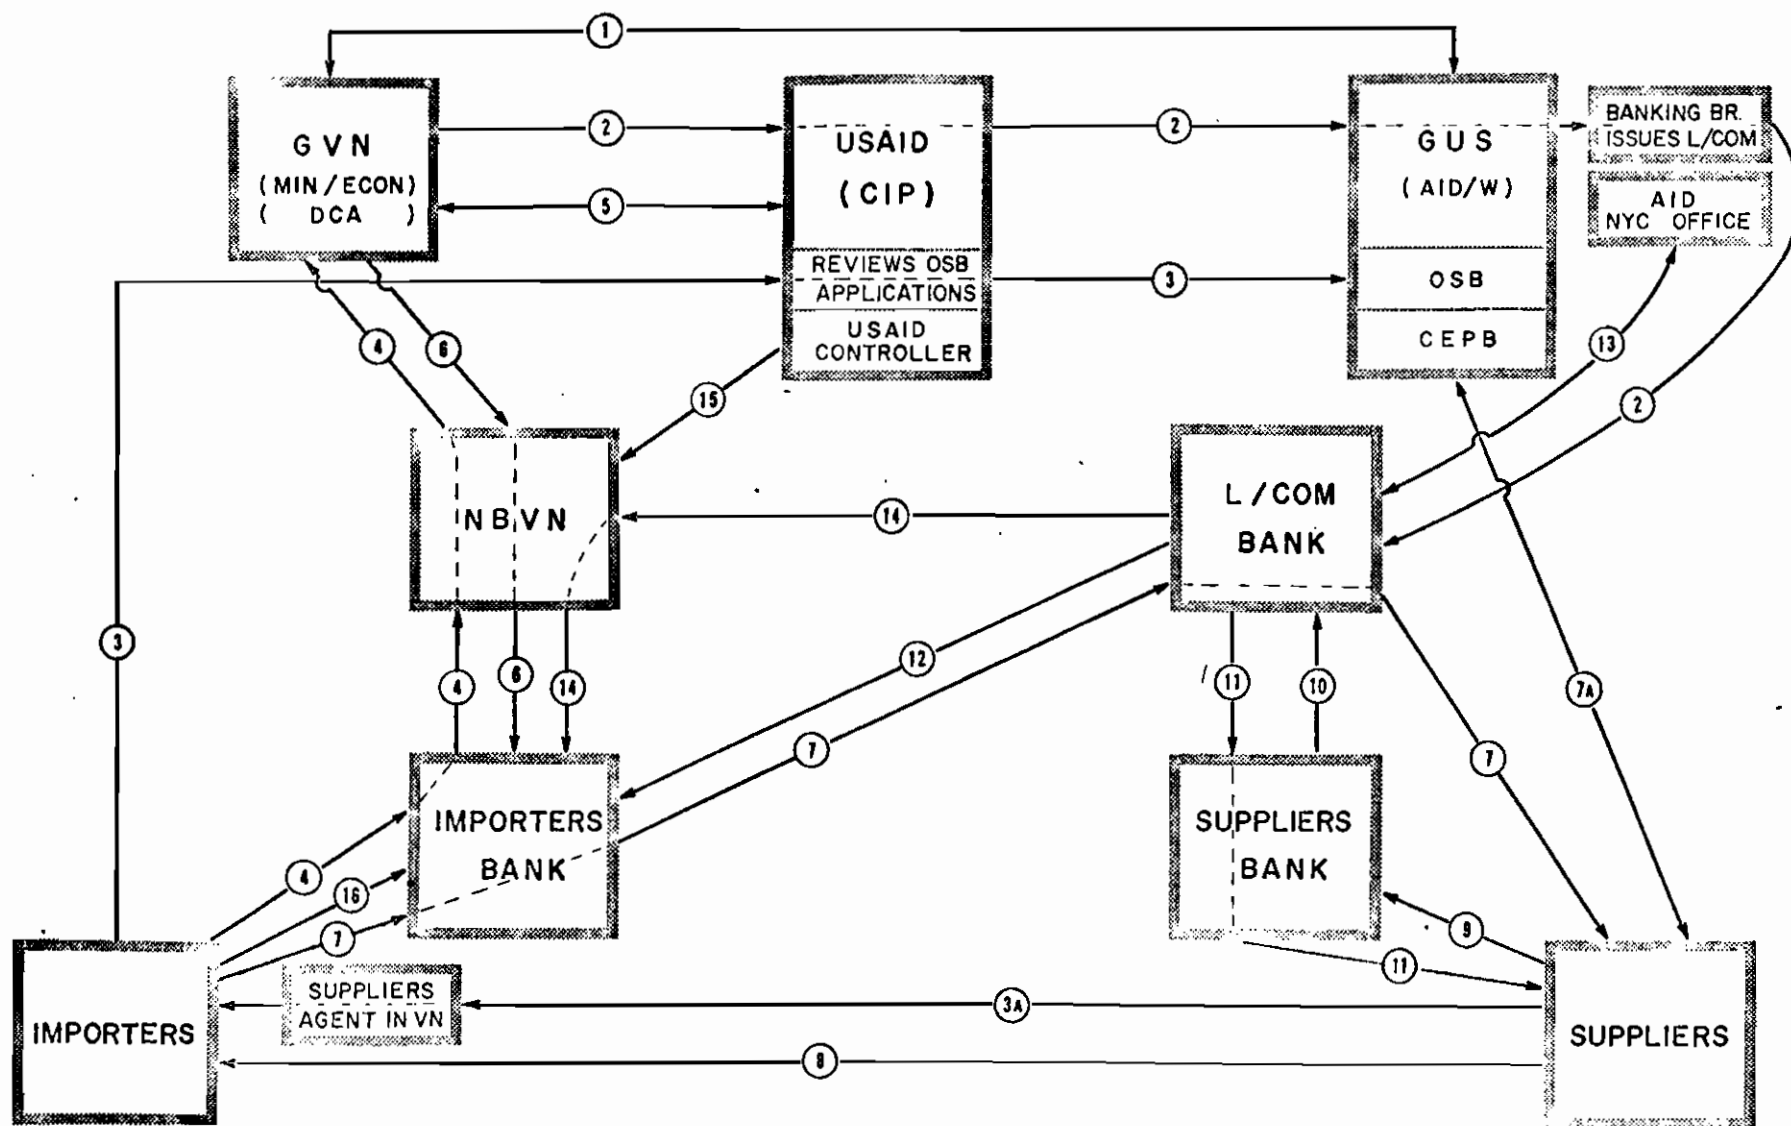 1
GVN
(MIN/ECON)
( DCA )
2
5
USAID
(CIP)
REVIEWS OSB
APPLICATIONS
USAID
CONTROLLER
2
3
GUS
(AID/W)
OSB
CEPB
BANKING BR.
ISSUES L/COM
AID
NYC OFFICE
4
6
15
13
2
NBVN
14
L/COM
BANK
3
4
6
14
12
7
11
10
7
7A
IMPORTERS
BANK
SUPPLIERS
BANK
4
16
7
9
11
IMPORTERS
SUPPLIERS
AGENT IN VN
3A
8
SUPPLIERS